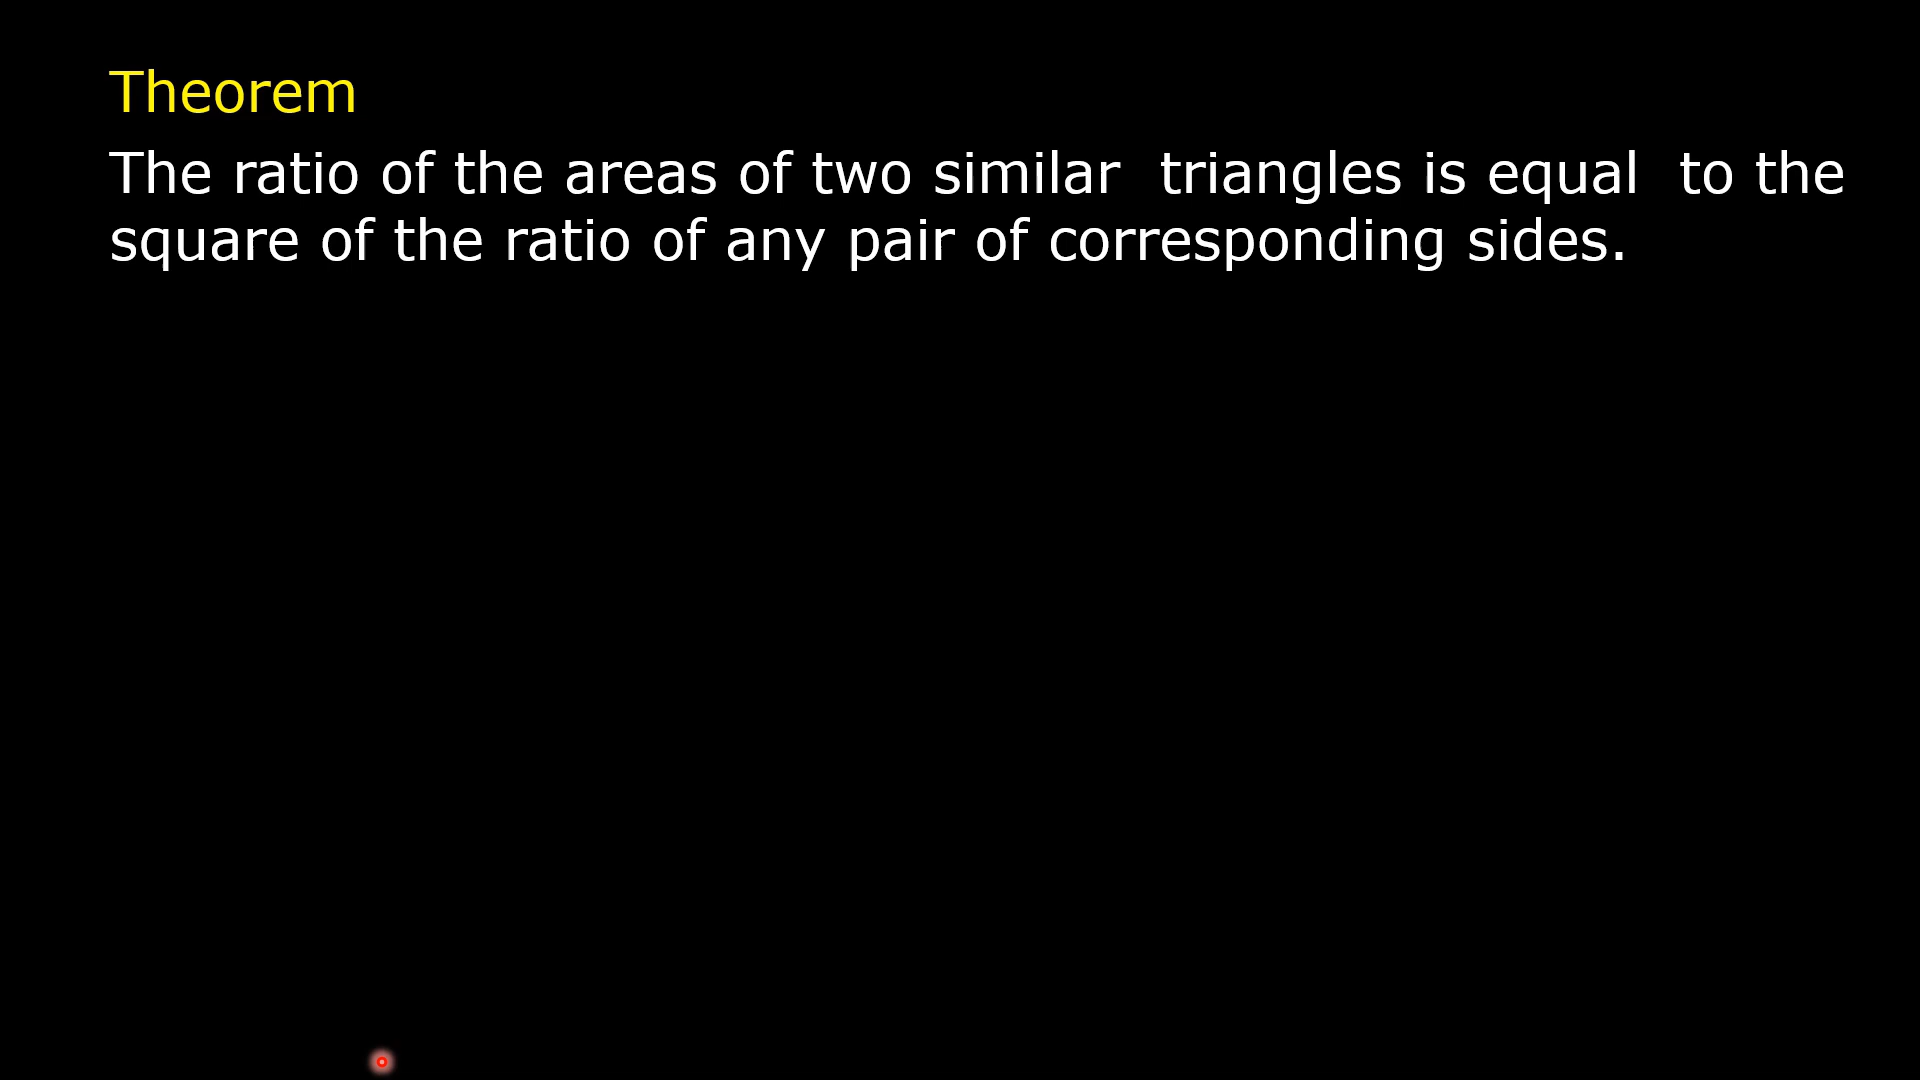 Theorem
The ratio of the areas of two similar  triangles is equal  to the
square of the ratio of any pair of corresponding sides.